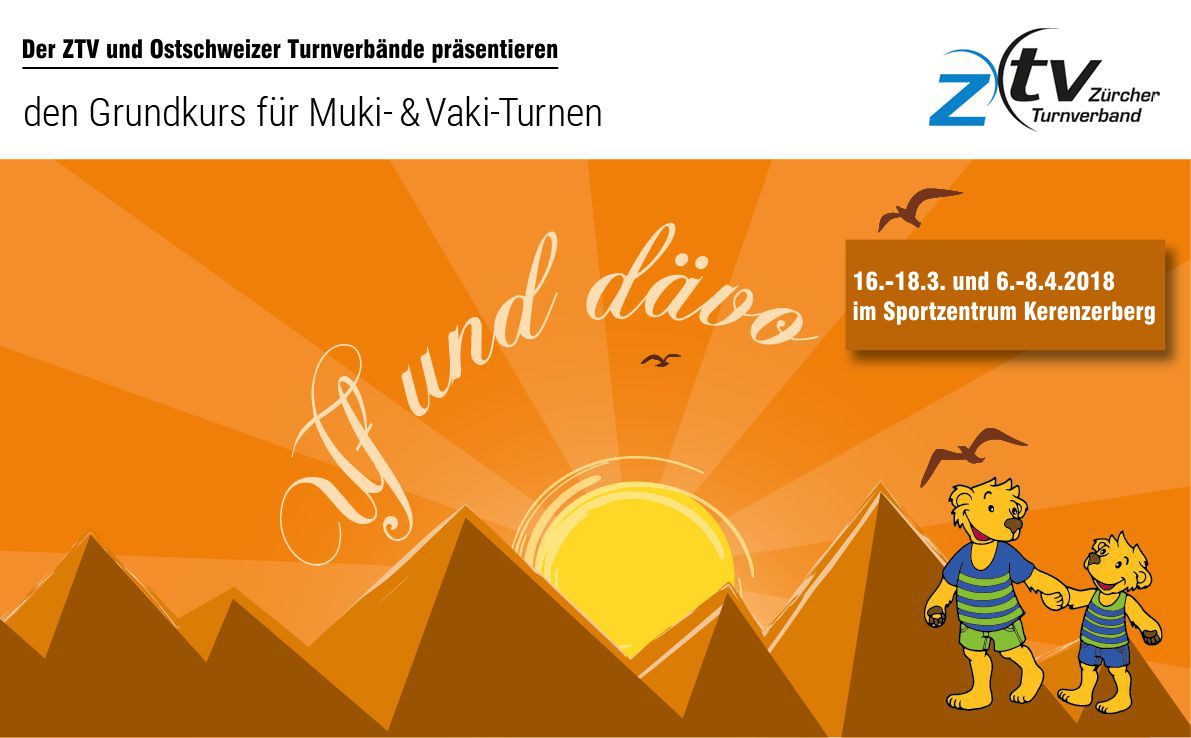 Der ZTV und Ostschweizer Turnverbände präsentieren
den Grundkurs für Muki- & Vaki-Turnen
ztv Zürcher
Turnverband
Uf und dävo
16.-18.3. und 6.-8.4.2018
im Sportzentrum Kerenzerberg